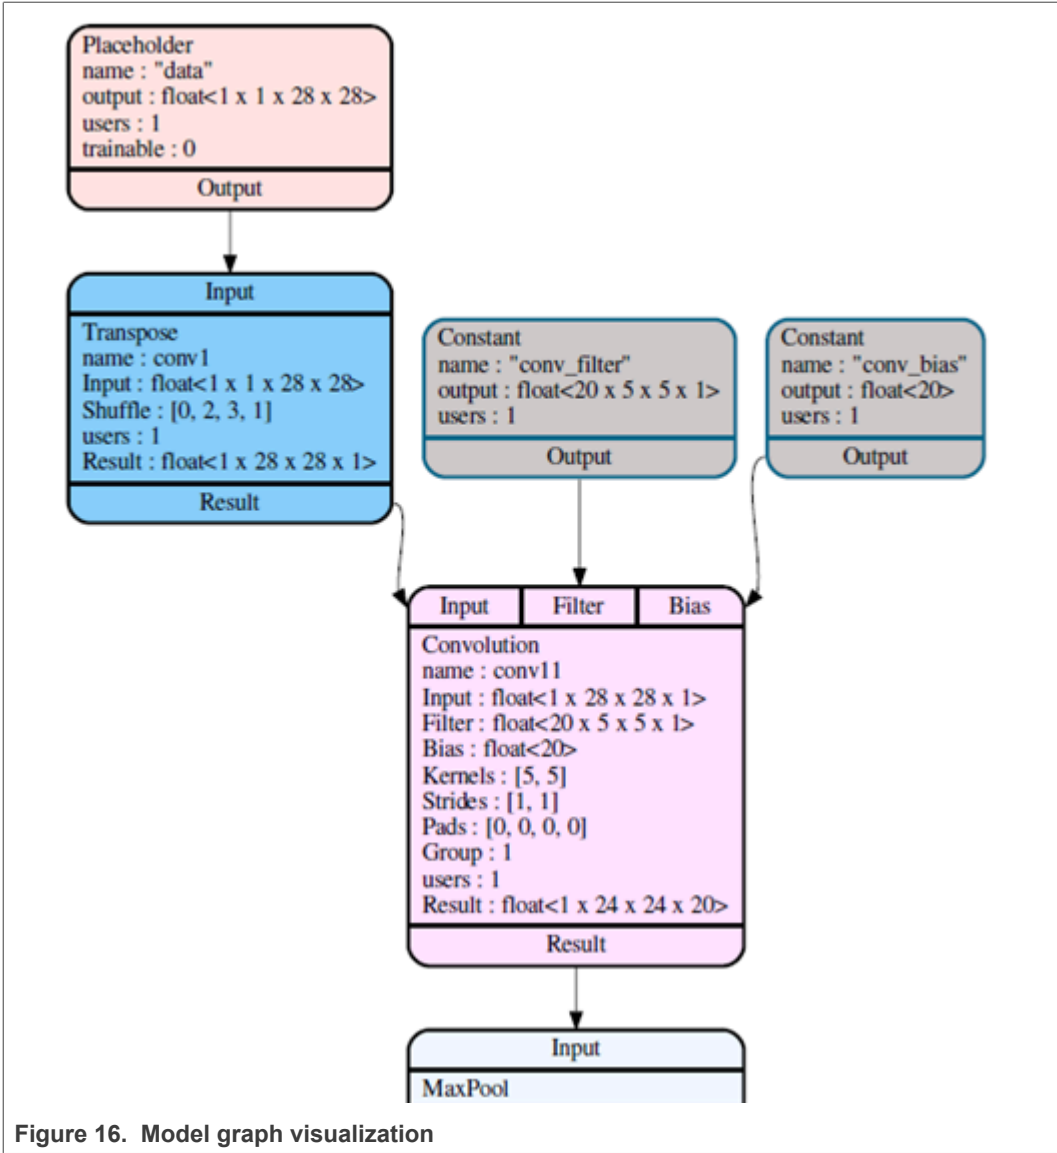 Placeholder
name : "data"
output : float<1 x 1 x 28 x 28>
users : 1
trainable : 0
Output
Input
Transpose
name : conv1
Input : float<1 x 1 x 28 x 28>
Shuffle : [0, 2, 3, 1]
users : 1
Result : float<1 x 28 x 28 x 1>
Result
Constant
name : "conv_filter"
output : float<20 x 5 x 5 x 1>
users : 1
Output
Constant
name : "conv_bias"
output : float<20>
users : 1
Output
Input Filter Bias
Convolution
name : conv11
Input : float<1 x 28 x 28 x 1>
Filter : float<20 x 5 x 5 x 1>
Bias : float<20>
Kernels : [5, 5]
Strides : [1, 1]
Pads : [0, 0, 0, 0]
Group : 1
users : 1
Result : float<1 x 24 x 24 x 20>
Result
Input
MaxPool
Figure 16. Model graph visualization